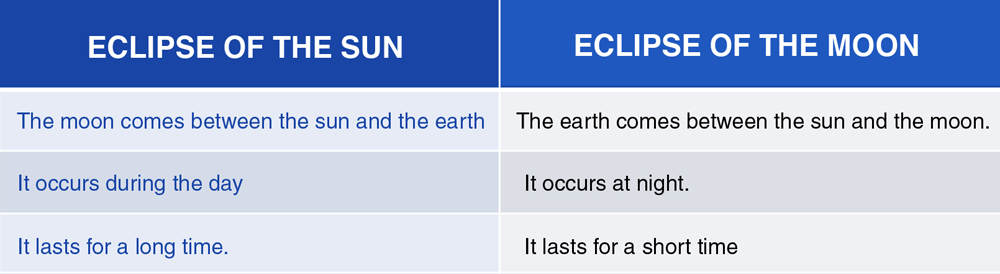 ECLIPSE OF THE SUN
ECLIPSE OF THE MOON
The moon comes between the sun and the earth
The earth comes between the sun and the moon.
It occurs during the day
It occurs at night.
It lasts for a long time.
It lasts for a short time